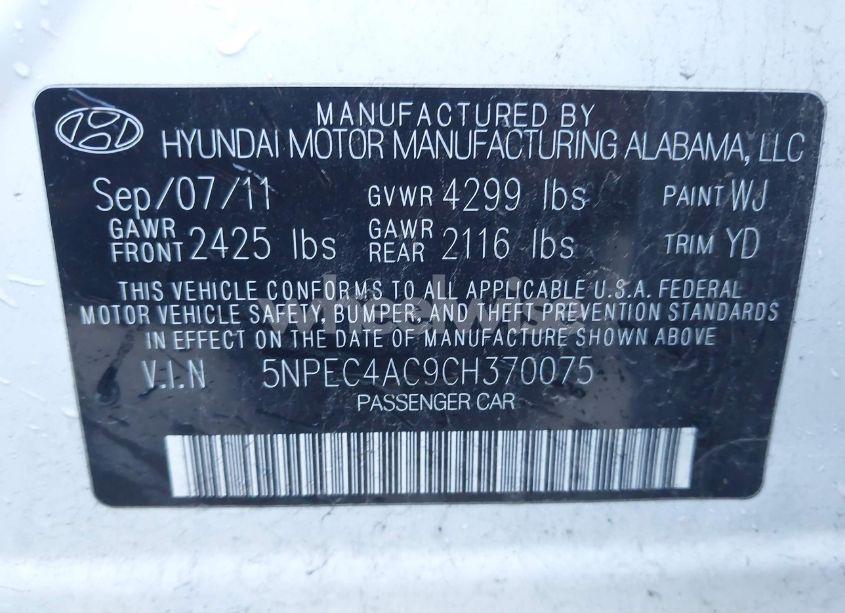 MANUFACTURED BY
HYUNDAI MOTOR MANUFACTURING ALABAMA, LLC
Sep/07/11 GVWR 4299 lbs PAINT WJ
GAWR FRONT 2425 lbs GAWR REAR 2116 lbs TRIM YD
THIS VEHICLE CONFORMS TO ALL APPLICABLE U.S.A. FEDERAL
MOTOR VEHICLE SAFETY, BUMPER, AND THEFT PREVENTION STANDARDS
IN EFFECT ON THE DATE OF MANUFACTURE SHOWN ABOVE
wheelwise
V.I.N 5NPEC4AC9CH370075
PASSENGER CAR